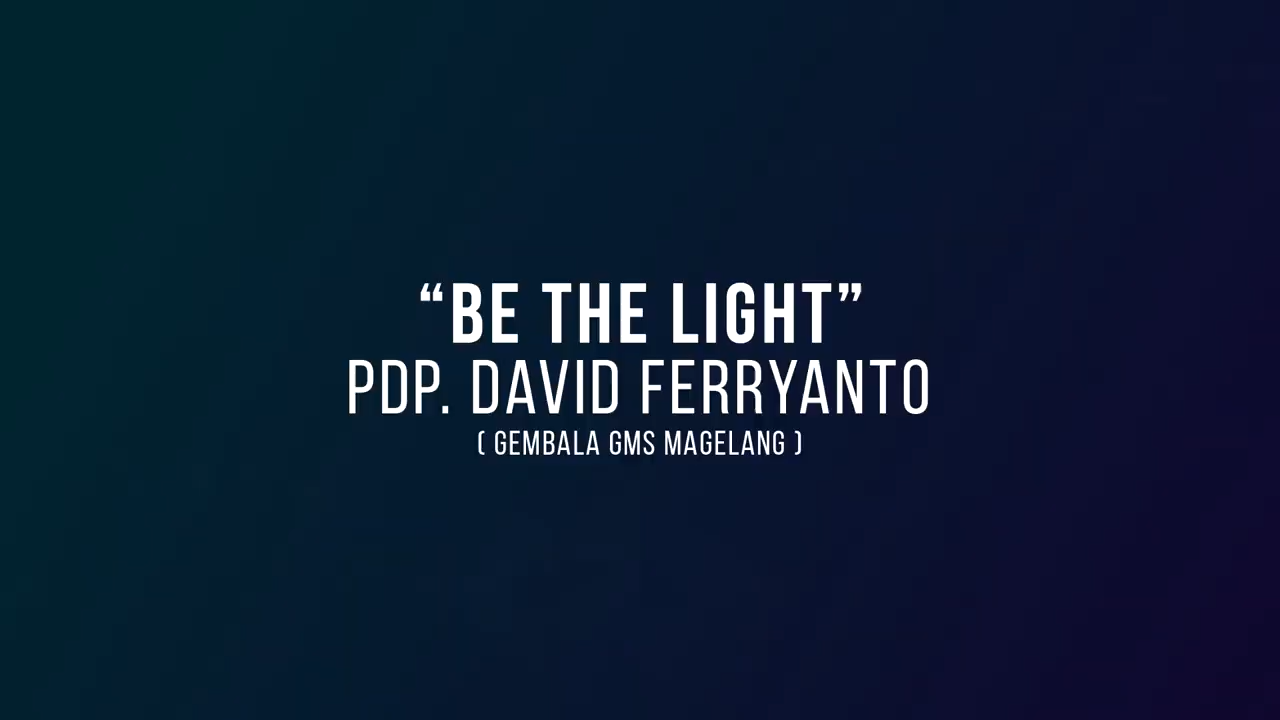 “BE THE LIGHT”
PDP. DAVID FERRYANTO
( GEMBALA GMS MAGELANG )